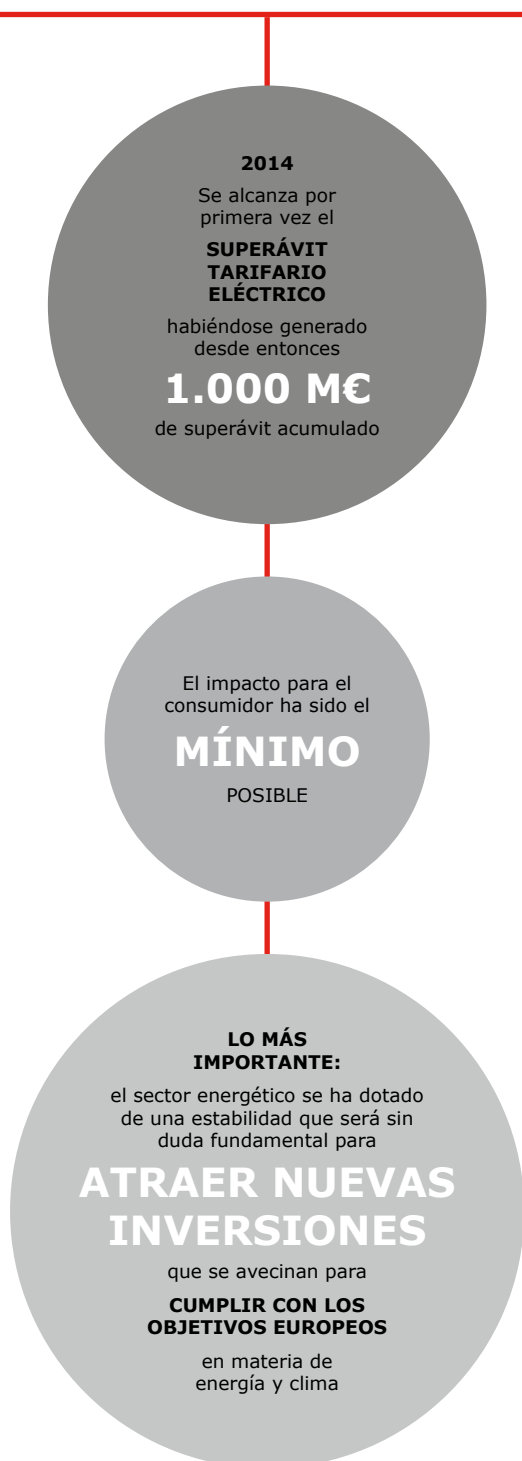 2014
Se alcanza por
primera vez el
SUPERÁVIT
TARIFARIO
ELÉCTRICO
habiéndose generado
desde entonces
1.000 M€
de superávit acumulado
El impacto para el
consumidor ha sido el
MÍNIMO
POSIBLE
LO MÁS
IMPORTANTE:
el sector energético se ha dotado
de una estabilidad que será sin
duda fundamental para
ATRAER NUEVAS
INVERSIONES
que se avecinan para
CUMPLIR CON LOS
OBJETIVOS EUROPEOS
en materia de
energía y clima